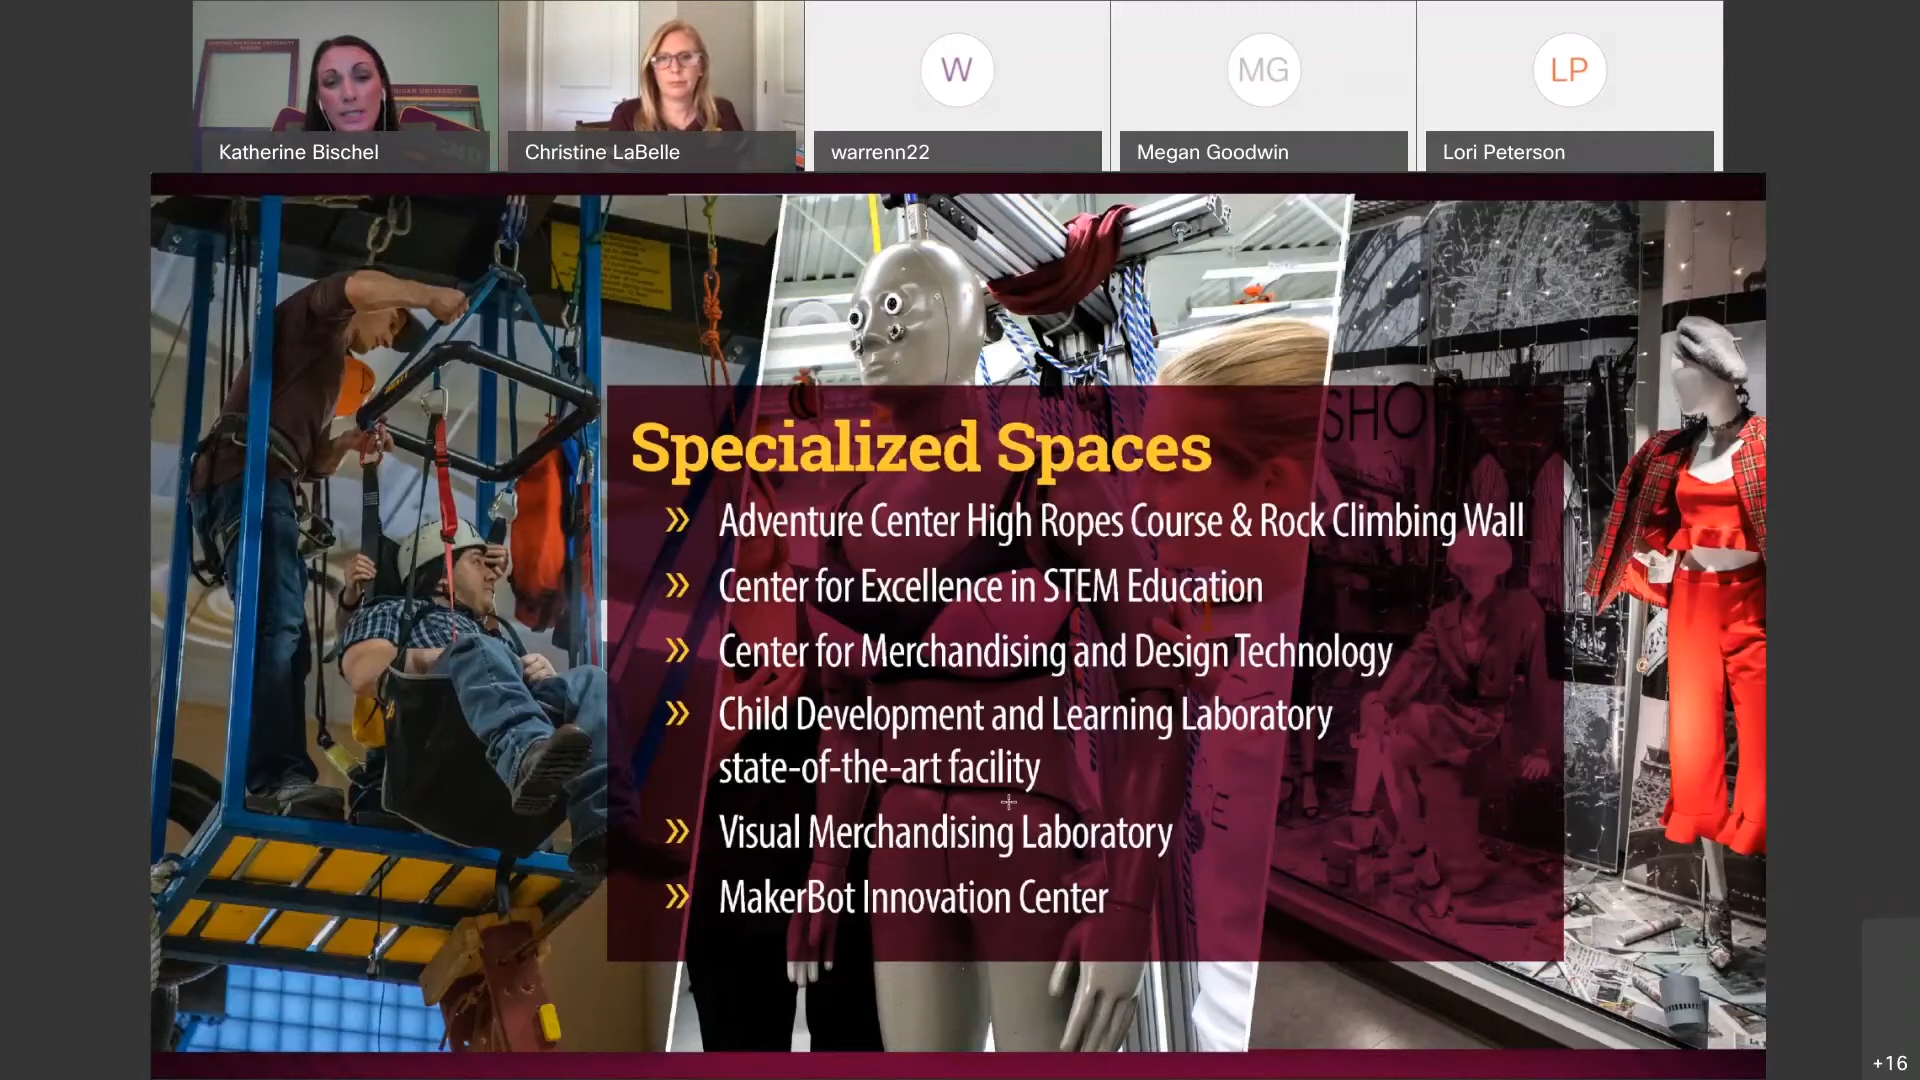 W
MG
LP
Katherine Bischel
Christine LaBelle
warrenn22
Megan Goodwin
Lori Peterson
SHO
Specialized Spaces
» Adventure Center High Ropes Course & Rock Climbing Wall
» Center for Excellence in STEM Education
» Center for Merchandising and Design Technology
» Child Development and Learning Laboratory
state-of-the-art facility
» Visual Merchandising Laboratory
» MakerBot Innovation Center
+16